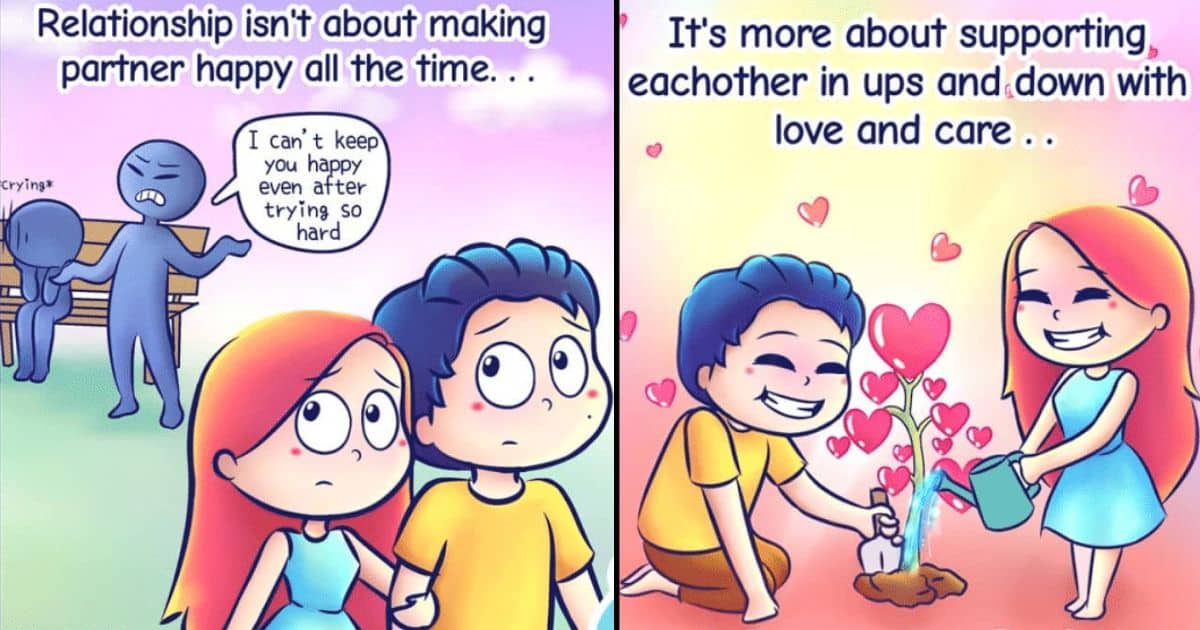 Relationship isn't about making
partner happy all the time. . .
I can't keep
you happy
even after
trying so
hard
*Crying*
It's more about supporting
eachother in ups and down with
love and care . .